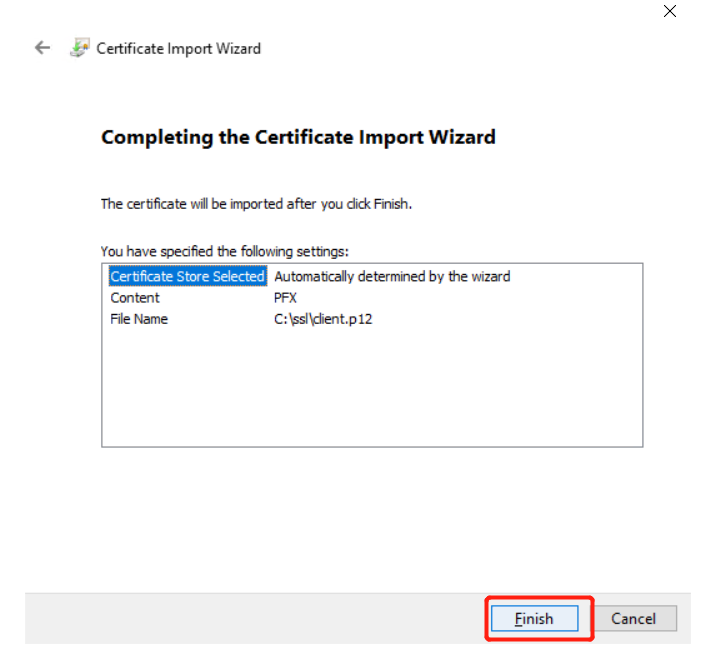 Certificate Import Wizard
Completing the Certificate Import Wizard
The certificate will be imported after you click Finish.
You have specified the following settings:
Certificate Store Selected Automatically determined by the wizard
Content PFX
File Name C:\ssl\client.p12
Finish Cancel